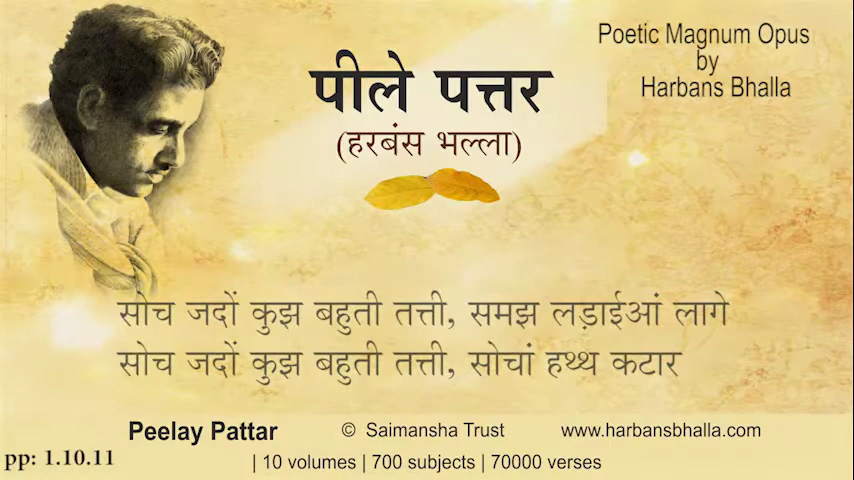 पीले पत्तर
(हरबंस भल्ला)
Poetic Magnum Opus
by
Harbans Bhalla
सोच जदों कुझ बहुती तत्ती, समझ लड़ाईआं लागे
सोच जदों कुझ बहुती तत्ती, सोचां हथ्थ कटार
Peelay Pattar © Saimansha Trust www.harbansbhalla.com
pp: 1.10.11
| 10 volumes | 700 subjects | 70000 verses